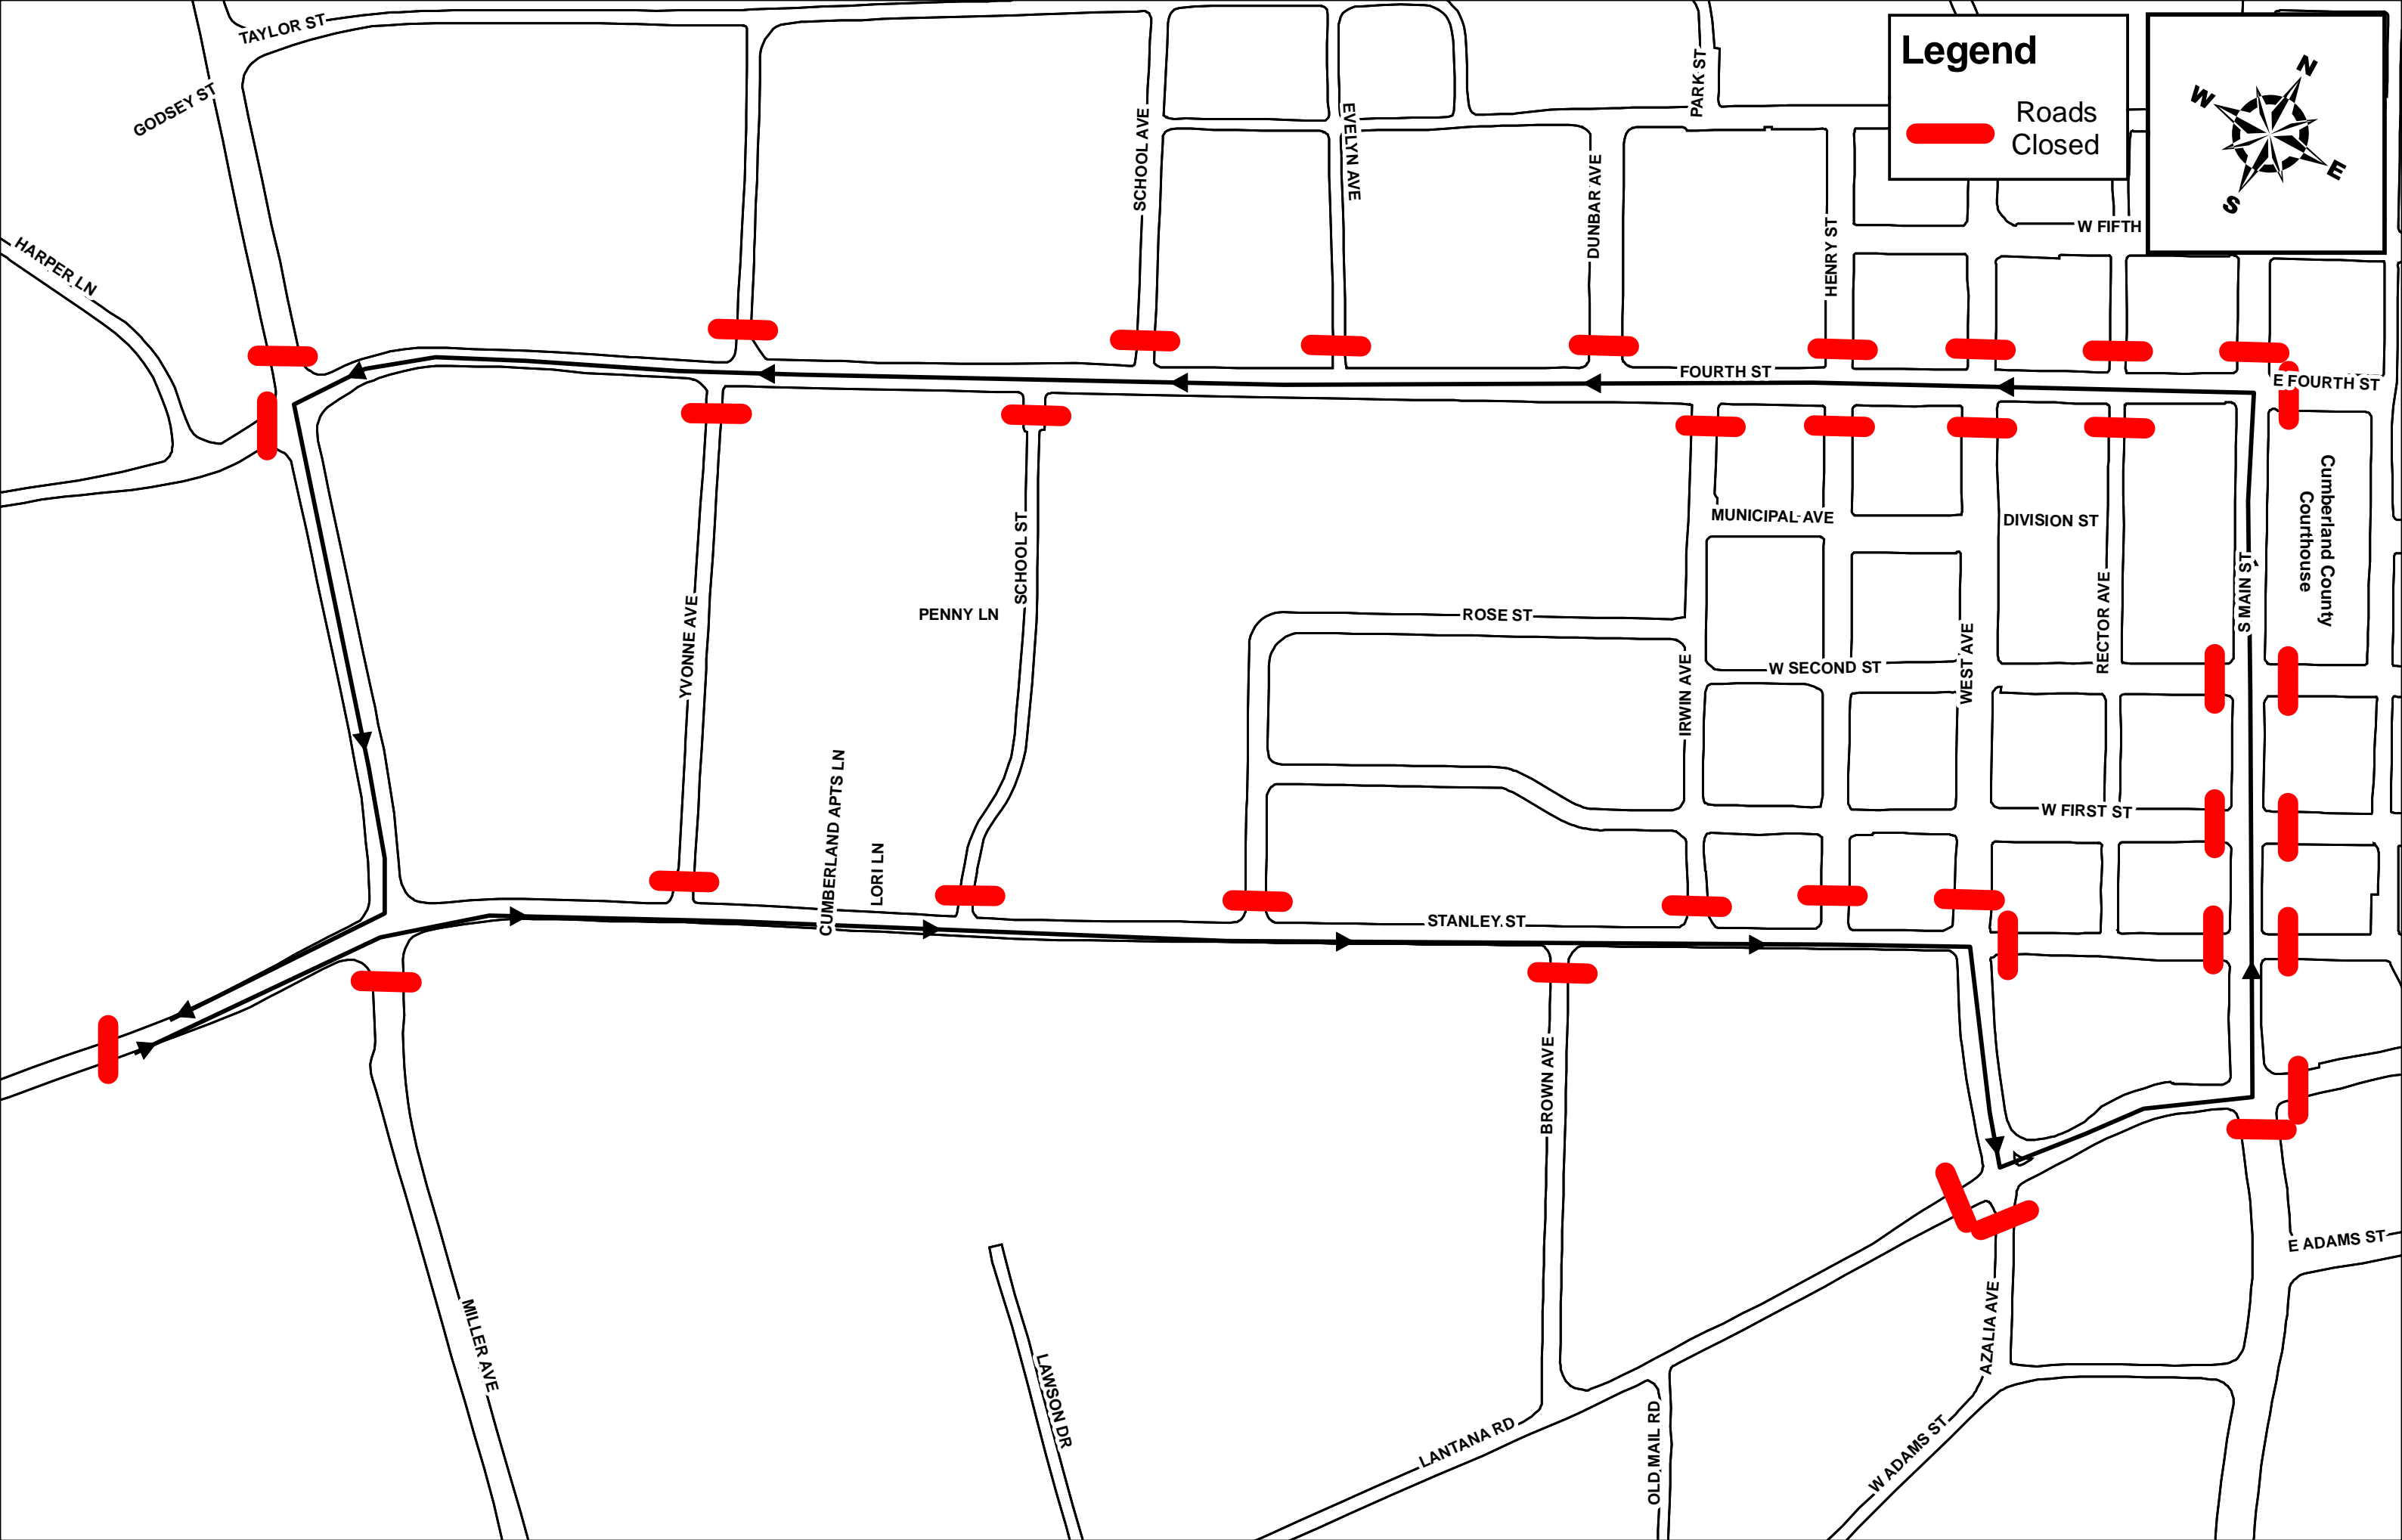 TAYLOR ST
GODSEY ST
HARPER LN
SCHOOL AVE
EVELYN AVE
DUNBAR AVE
PARK ST
HENRY ST
Legend
Roads
Closed
N
W
E
S
W FIFTH
FOURTH ST
E FOURTH ST
Cumberland County
Courthouse
MUNICIPAL AVE
DIVISION ST
SCHOOL ST
PENNY LN
YVONNE AVE
ROSE ST
IRWIN AVE
W SECOND ST
WEST AVE
RECTOR AVE
S MAIN ST
W FIRST ST
CUMBERLAND APTS LN
LORI LN
STANLEY ST
BROWN AVE
MILLER AVE
LAWSON DR
LANTANA RD
OLD MAIL RD
AZALIA AVE
W ADAMS ST
E ADAMS ST